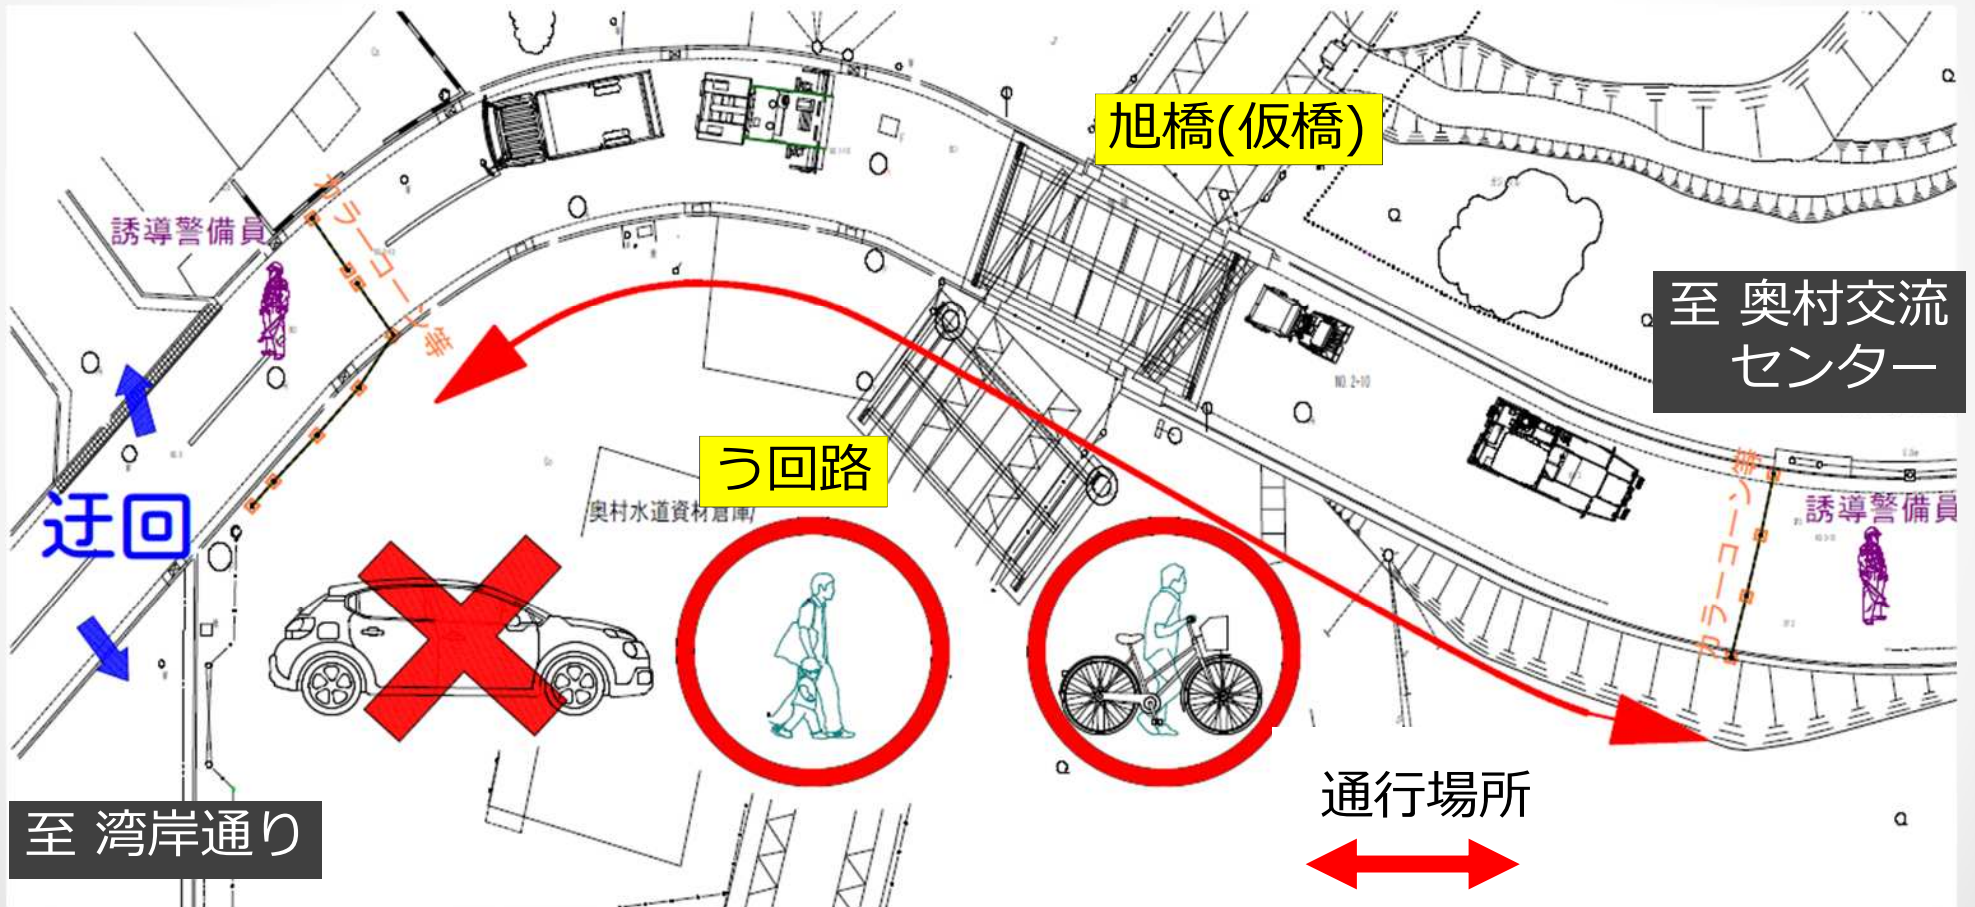 旭橋(仮橋)
誘導警備員
カラーコーン等
至 奥村交流
センター
NO.2+10
う回路
奥村水道資材倉庫
カラーコーン等
誘導警備員
迂回
通行場所
至 湾岸通り